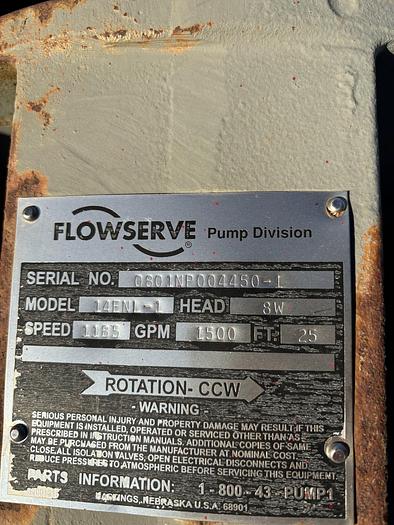 FLOWSERVE® Pump Division
SERIAL NO. 0801NP004450-1
MODEL 14ENL-1 HEAD 8W
SPEED 1185 GPM 1500 FT. 25
ROTATION- CCW
- WARNING -
SERIOUS PERSONAL INJURY AND PROPERTY DAMAGE MAY RESULT IF THIS
EQUIPMENT IS INSTALLED, OPERATED OR SERVICED OTHER THAN AS
PRESCRIBED IN INSTRUCTION MANUALS. ADDITIONAL COPIES OF SAME
MAY BE PURCHASED FROM THE MANUFACTURER AT NOMINAL COST.
CLOSE ALL ISOLATION VALVES, OPEN ELECTRICAL DISCONNECTS AND
REDUCE PRESSURES TO ATMOSPHERIC BEFORE SERVICING THIS EQUIPMENT.
PARTS INFORMATION: 1-800-43-PUMP1
HASTINGS, NEBRASKA U.S.A. 68901